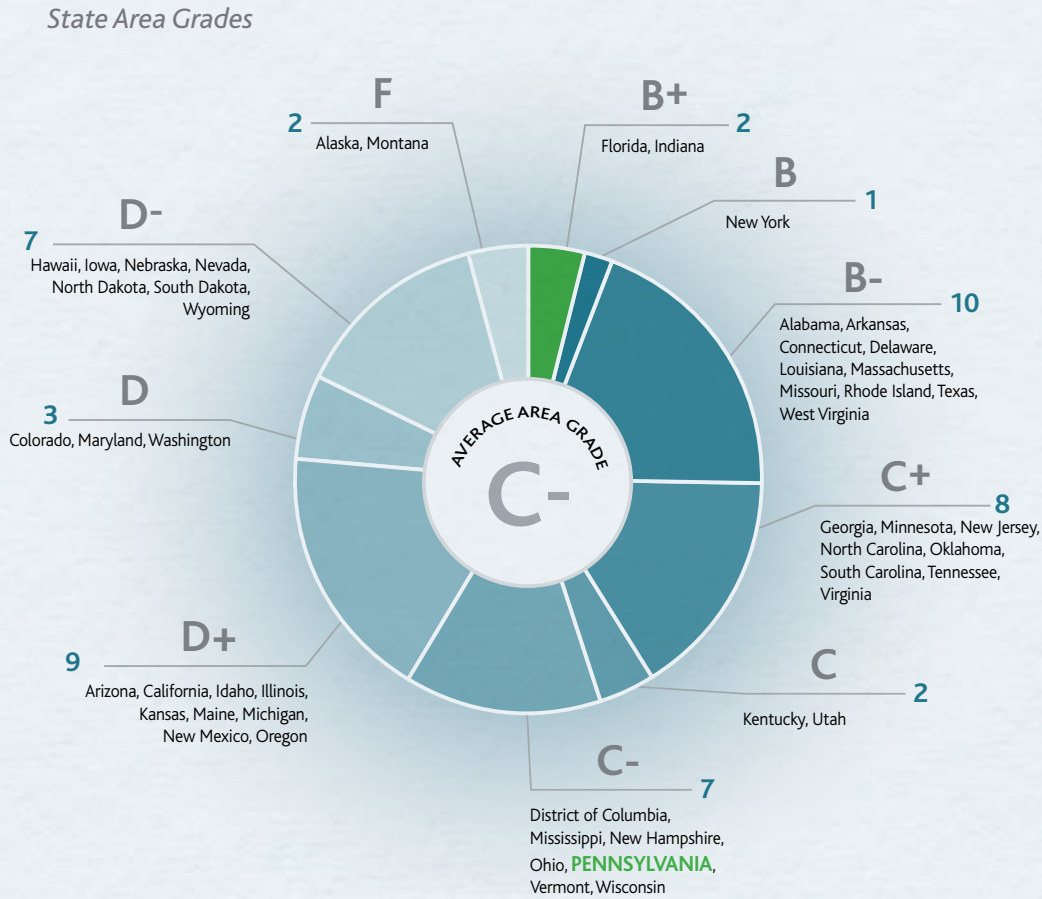 State Area Grades
F
2
Alaska, Montana
B+
2
Florida, Indiana
B
1
New York
B-
10
Alabama, Arkansas,
Connecticut, Delaware,
Louisiana, Massachusetts,
Missouri, Rhode Island, Texas,
West Virginia
C+
8
Georgia, Minnesota, New Jersey,
North Carolina, Oklahoma,
South Carolina, Tennessee,
Virginia
C
2
Kentucky, Utah
C-
7
District of Columbia,
Mississippi, New Hampshire,
Ohio, PENNSYLVANIA,
Vermont, Wisconsin
D+
9
Arizona, California, Idaho, Illinois,
Kansas, Maine, Michigan,
New Mexico, Oregon
D
3
Colorado, Maryland, Washington
D-
7
Hawaii, Iowa, Nebraska, Nevada,
North Dakota, South Dakota,
Wyoming
AVERAGE AREA GRADE
C-